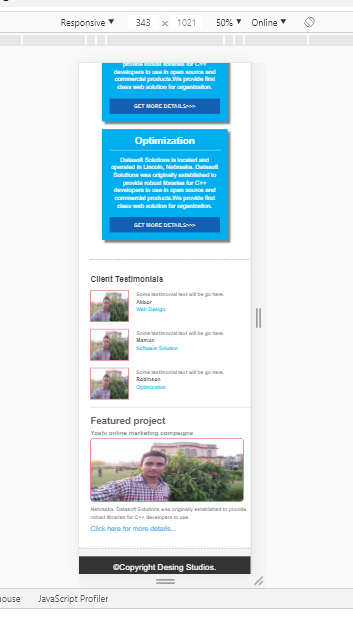 Responsive ▼ 343 × 1021 50% ▼ Online ▼
provide robust libraries for C++
developers to use in open source and
commercial products.We provide first
class web solution for organization.
GET MORE DETAILS>>>
Optimization
Datasoft Solutions is located and
operated in Lincoln, Nebraska. Datasoft
Solutions was originally established to
provide robust libraries for C++
developers to use in open source and
commercial products.We provide first
class web solution for organization.
GET MORE DETAILS>>>
Client Testimonials
Some testimonial text will be go here.
Akbar
Web Design
Some testimonial text will be go here.
Mamun
Software Solution
Some testimonial text will be go here.
Robinson
Optimization
Featured project
Yoshi online marketing compaigns
Nebraska. Datasoft Solutions was originally established to provide
robust libraries for C++ developers to use.
Click here for more details...
©Copyright Desing Studios.
house JavaScript Profiler